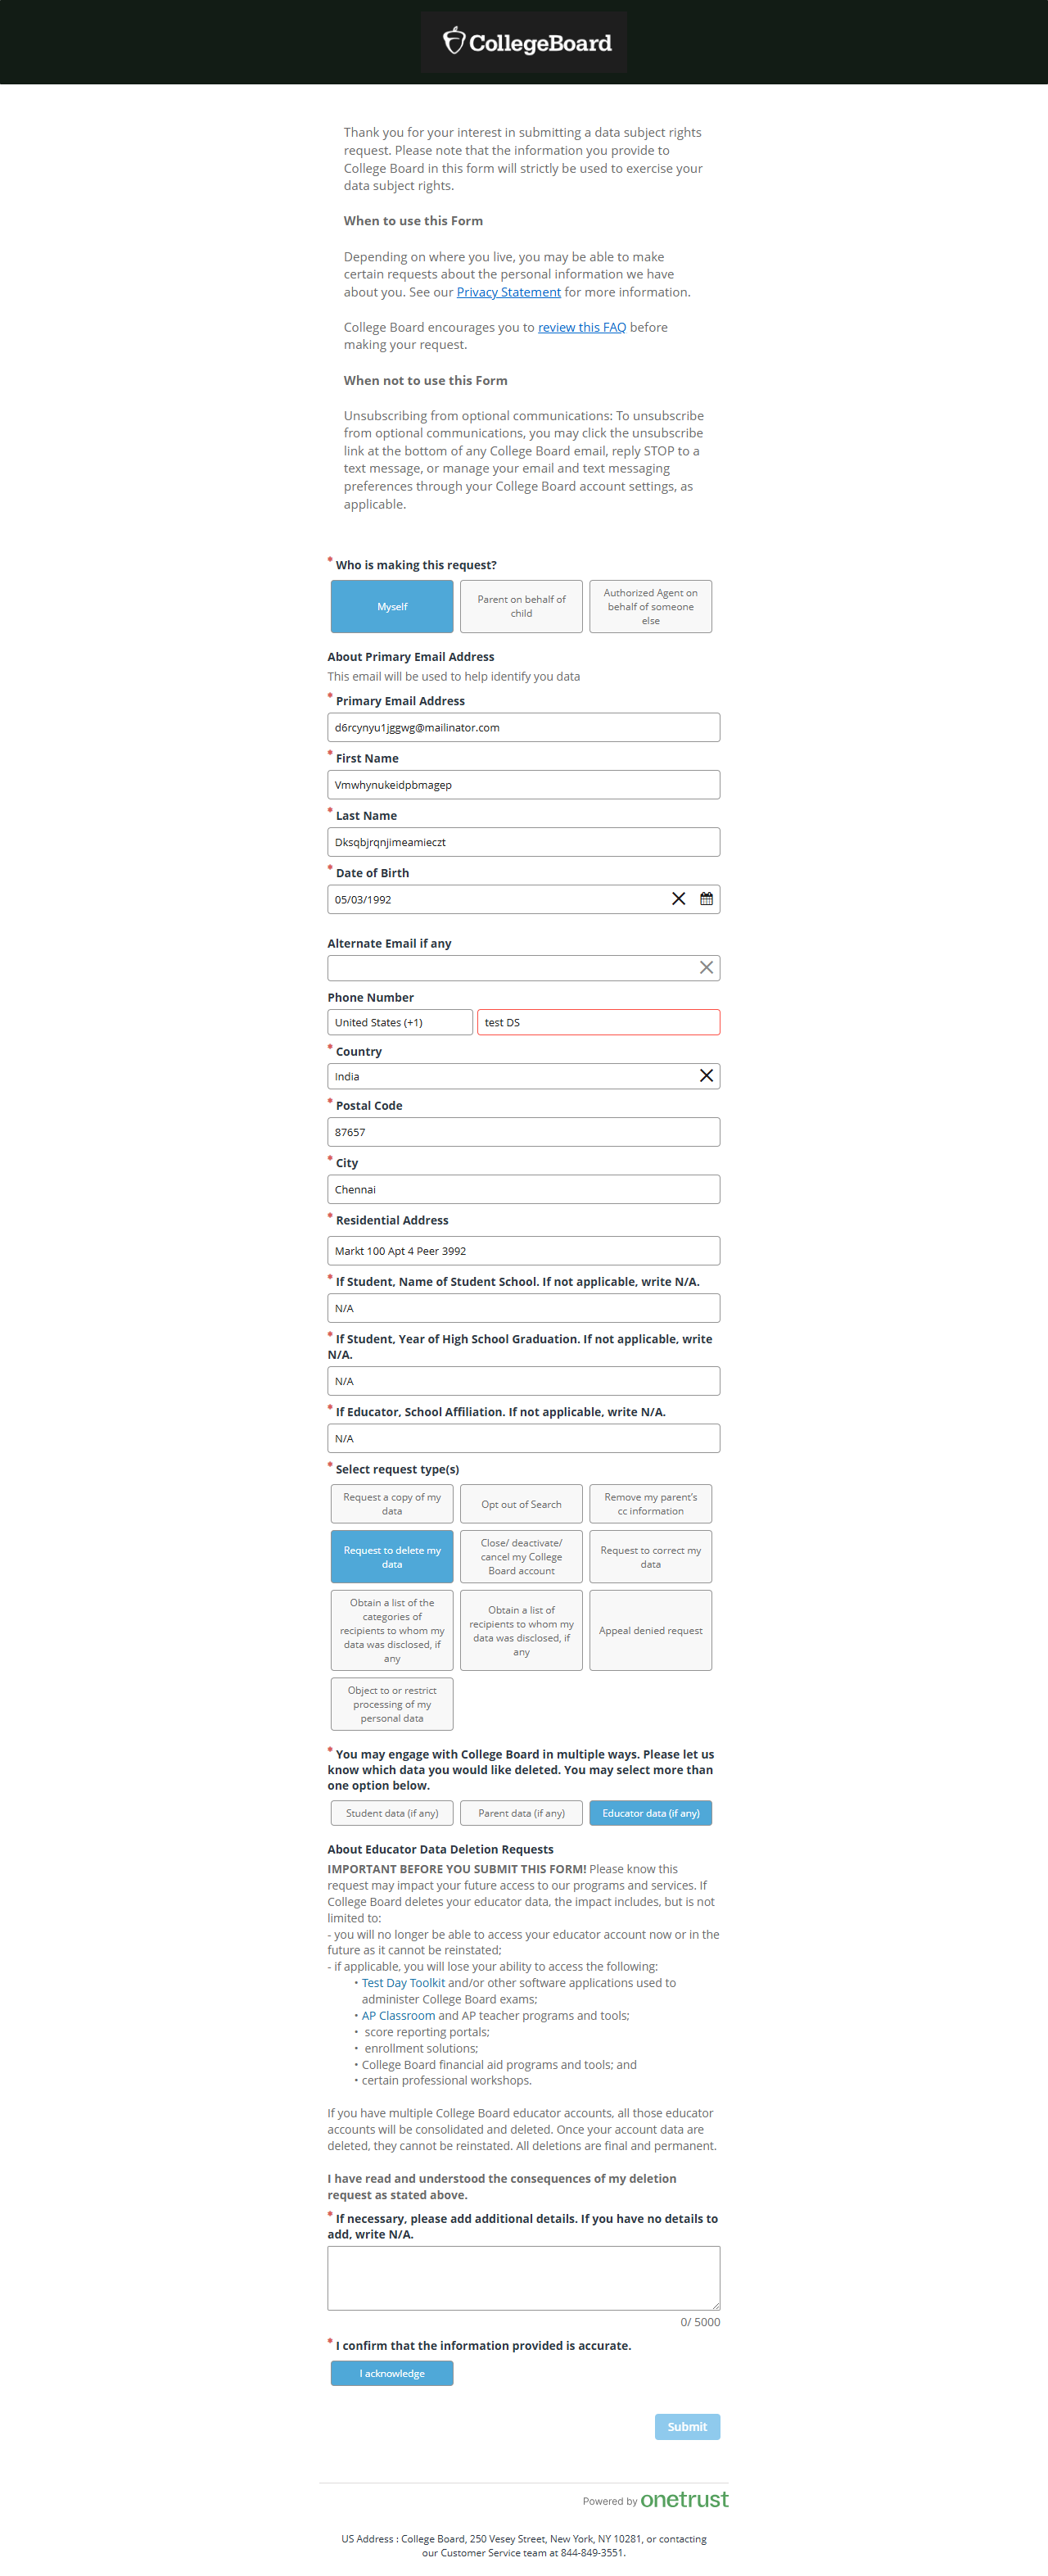 CollegeBoard
Thank you for your interest in submitting a data subject rights
request. Please note that the information you provide to
College Board in this form will strictly be used to exercise your
data subject rights.
When to use this Form
Depending on where you live, you may be able to make
certain requests about the personal information we have
about you. See our Privacy Statement for more information.
College Board encourages you to review this FAQ before
making your request.
When not to use this Form
Unsubscribing from optional communications: To unsubscribe
from optional communications, you may click the unsubscribe
link at the bottom of any College Board email, reply STOP to a
text message, or manage your email and text messaging
preferences through your College Board account settings, as
applicable.
* Who is making this request?
Myself
Parent on behalf of
child
Authorized Agent on
behalf of someone
else
About Primary Email Address
This email will be used to help identify you data
* Primary Email Address
d6rcynyu1jggwg@mailinator.com
* First Name
Vmwhynukeidpbmagep
* Last Name
Dksqbjrqnjimeamieczt
* Date of Birth
05/03/1992
Alternate Email if any
Phone Number
United States (+1)
test DS
* Country
India
* Postal Code
87657
* City
Chennai
* Residential Address
Markt 100 Apt 4 Peer 3992
* If Student, Name of Student School. If not applicable, write N/A.
N/A
* If Student, Year of High School Graduation. If not applicable, write
N/A.
N/A
* If Educator, School Affiliation. If not applicable, write N/A.
N/A
* Select request type(s)
Request a copy of my
data
Opt out of Search
Remove my parent's
cc information
Request to delete my
data
Close/ deactivate/
cancel my College
Board account
Request to correct my
data
Obtain a list of the
categories of
recipients to whom my
data was disclosed, if
any
Obtain a list of
recipients to whom my
data was disclosed, if
any
Appeal denied request
Object to or restrict
processing of my
personal data
* You may engage with College Board in multiple ways. Please let us
know which data you would like deleted. You may select more than
one option below.
Student data (if any)
Parent data (if any)
Educator data (if any)
About Educator Data Deletion Requests
IMPORTANT BEFORE YOU SUBMIT THIS FORM! Please know this
request may impact your future access to our programs and services. If
College Board deletes your educator data, the impact includes, but is not
limited to:
- you will no longer be able to access your educator account now or in the
future as it cannot be reinstated;
- if applicable, you will lose your ability to access the following:
• Test Day Toolkit and/or other software applications used to
administer College Board exams;
• AP Classroom and AP teacher programs and tools;
• score reporting portals;
• enrollment solutions;
• College Board financial aid programs and tools; and
• certain professional workshops.
If you have multiple College Board educator accounts, all those educator
accounts will be consolidated and deleted. Once your account data are
deleted, they cannot be reinstated. All deletions are final and permanent.
I have read and understood the consequences of my deletion
request as stated above.
* If necessary, please add additional details. If you have no details to
add, write N/A.
0/ 5000
* I confirm that the information provided is accurate.
I acknowledge
Submit
Powered by onetrust
US Address : College Board, 250 Vesey Street, New York, NY 10281, or contacting
our Customer Service team at 844-849-3551.